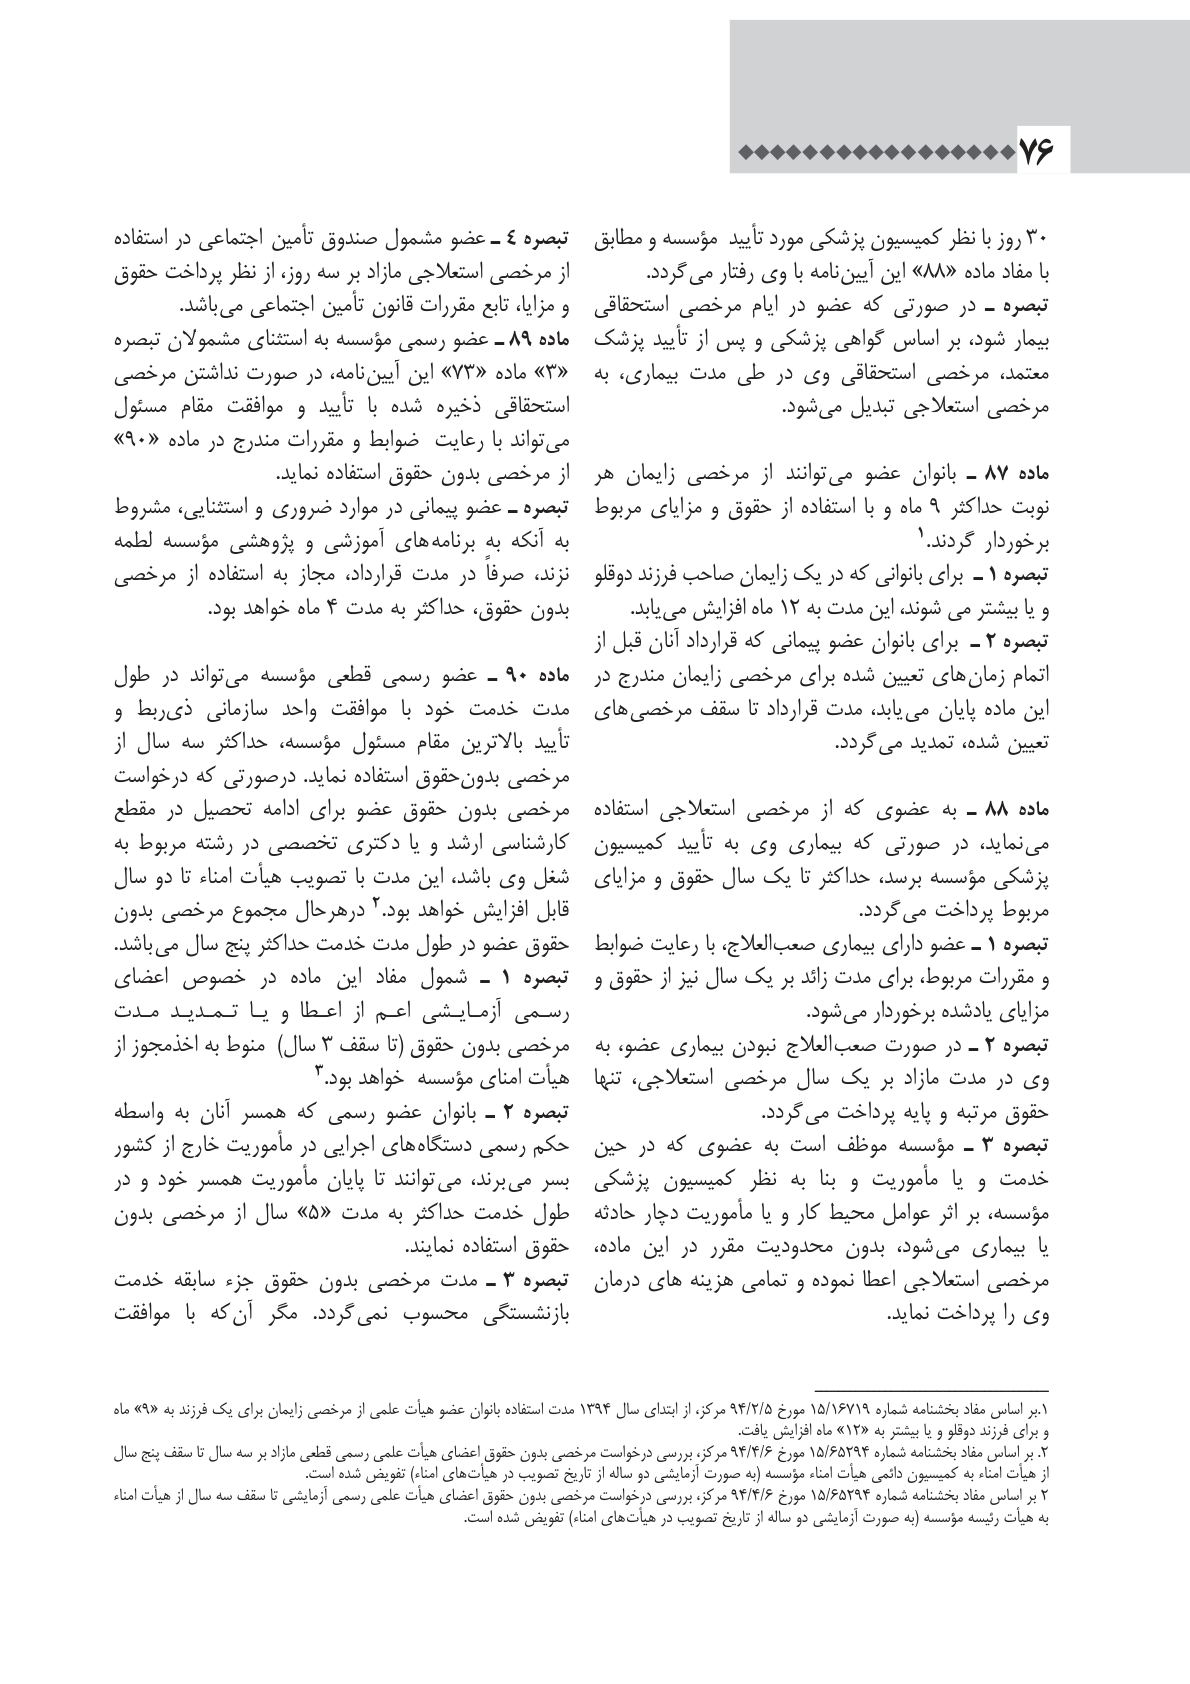 ۷۶
۳۰ روز با نظر کمیسیون پزشکی مورد تأیید مؤسسه و مطابق
با مفاد ماده «۸۸» این آیین‌نامه با وی رفتار می‌گردد.
تبصره ـ در صورتی که عضو در ایام مرخصی استحقاقی
بیمار شود، بر اساس گواهی پزشکی و پس از تأیید پزشک
معتمد، مرخصی استحقاقی وی در طی مدت بیماری، به
مرخصی استعلاجی تبدیل می‌شود.
ماده ۸۷ ـ بانوان عضو می‌توانند از مرخصی زایمان هر
نوبت حداکثر ۹ ماه و با استفاده از حقوق و مزایای مربوط
برخوردار گردند.۱
تبصره ۱ ـ برای بانوانی که در یک زایمان صاحب فرزند دوقلو
و یا بیشتر می شوند، این مدت به ۱۲ ماه افزایش می‌یابد.
تبصره ۲ ـ برای بانوان عضو پیمانی که قرارداد آنان قبل از
اتمام زمان‌های تعیین شده برای مرخصی زایمان مندرج در
این ماده پایان می‌یابد، مدت قرارداد تا سقف مرخصی‌های
تعیین شده، تمدید می‌گردد.
ماده ۸۸ ـ به عضوی که از مرخصی استعلاجی استفاده
می‌نماید، در صورتی که بیماری وی به تأیید کمیسیون
پزشکی مؤسسه برسد، حداکثر تا یک سال حقوق و مزایای
مربوط پرداخت می‌گردد.
تبصره ۱ ـ عضو دارای بیماری صعب‌العلاج، با رعایت ضوابط
و مقررات مربوط، برای مدت زائد بر یک سال نیز از حقوق و
مزایای یادشده برخوردار می‌شود.
تبصره ۲ ـ در صورت صعب‌العلاج نبودن بیماری عضو، به
وی در مدت مازاد بر یک سال مرخصی استعلاجی، تنها
حقوق مرتبه و پایه پرداخت می‌گردد.
تبصره ۳ ـ مؤسسه موظف است به عضوی که در حین
خدمت و یا مأموریت و بنا به نظر کمیسیون پزشکی
مؤسسه، بر اثر عوامل محیط کار و یا مأموریت دچار حادثه
یا بیماری می‌شود، بدون محدودیت مقرر در این ماده،
مرخصی استعلاجی اعطا نموده و تمامی هزینه های درمان
وی را پرداخت نماید.
تبصره ٤ ـ عضو مشمول صندوق تأمین اجتماعی در استفاده
از مرخصی استعلاجی مازاد بر سه روز، از نظر پرداخت حقوق
و مزایا، تابع مقررات قانون تأمین اجتماعی می‌باشد.
ماده ۸۹ ـ عضو رسمی مؤسسه به استثنای مشمولان تبصره
«۳» ماده «۷۳» این آیین‌نامه، در صورت نداشتن مرخصی
استحقاقی ذخیره شده با تأیید و موافقت مقام مسئول
می‌تواند با رعایت ضوابط و مقررات مندرج در ماده «۹۰»
از مرخصی بدون حقوق استفاده نماید.
تبصره ـ عضو پیمانی در موارد ضروری و استثنایی، مشروط
به آنکه به برنامه‌های آموزشی و پژوهشی مؤسسه لطمه
نزند، صرفاً در مدت قرارداد، مجاز به استفاده از مرخصی
بدون حقوق، حداکثر به مدت ۴ ماه خواهد بود.
ماده ۹۰ ـ عضو رسمی قطعی مؤسسه می‌تواند در طول
مدت خدمت خود با موافقت واحد سازمانی ذی‌ربط و
تأیید بالاترین مقام مسئول مؤسسه، حداکثر سه سال از
مرخصی بدون‌حقوق استفاده نماید. درصورتی که درخواست
مرخصی بدون حقوق عضو برای ادامه تحصیل در مقطع
کارشناسی ارشد و یا دکتری تخصصی در رشته مربوط به
شغل وی باشد، این مدت با تصویب هیأت امناء تا دو سال
قابل افزایش خواهد بود.۲ درهرحال مجموع مرخصی بدون
حقوق عضو در طول مدت خدمت حداکثر پنج سال می‌باشد.
تبصره ۱ ـ شمول مفاد این ماده در خصوص اعضای
رسـمی آزمـایـشی اعـم از اعـطا و یـا تـمـدیـد مـدت
مرخصی بدون حقوق (تا سقف ۳ سال) منوط به اخذمجوز از
هیأت امنای مؤسسه خواهد بود.۳
تبصره ۲ ـ بانوان عضو رسمی که همسر آنان به واسطه
حکم رسمی دستگاه‌های اجرایی در مأموریت خارج از کشور
بسر می‌برند، می‌توانند تا پایان مأموریت همسر خود و در
طول خدمت حداکثر به مدت «۵» سال از مرخصی بدون
حقوق استفاده نمایند.
تبصره ۳ ـ مدت مرخصی بدون حقوق جزء سابقه خدمت
بازنشستگی محسوب نمی‌گردد. مگر آن‌که با موافقت
۱.بر اساس مفاد بخشنامه شماره ۱۵/۱۶۷۱۹ مورخ ۹۴/۲/۵ مرکز، از ابتدای سال ۱۳۹۴ مدت استفاده بانوان عضو هیأت علمی از مرخصی زایمان برای یک فرزند به «۹» ماه
و برای فرزند دوقلو و یا بیشتر به «۱۲» ماه افزایش یافت.
۲. بر اساس مفاد بخشنامه شماره ۱۵/۶۵۲۹۴ مورخ ۹۴/۴/۶ مرکز، بررسی درخواست مرخصی بدون حقوق اعضای هیأت علمی رسمی قطعی مازاد بر سه سال تا سقف پنج سال
از هیأت امناء به کمیسیون دائمی هیأت امناء مؤسسه (به صورت آزمایشی دو ساله از تاریخ تصویب در هیأت‌های امناء) تفویض شده است.
۲ بر اساس مفاد بخشنامه شماره ۱۵/۶۵۲۹۴ مورخ ۹۴/۴/۶ مرکز، بررسی درخواست مرخصی بدون حقوق اعضای هیأت علمی رسمی آزمایشی تا سقف سه سال از هیأت امناء
به هیأت رئیسه مؤسسه (به صورت آزمایشی دو ساله از تاریخ تصویب در هیأت‌های امناء) تفویض شده است.